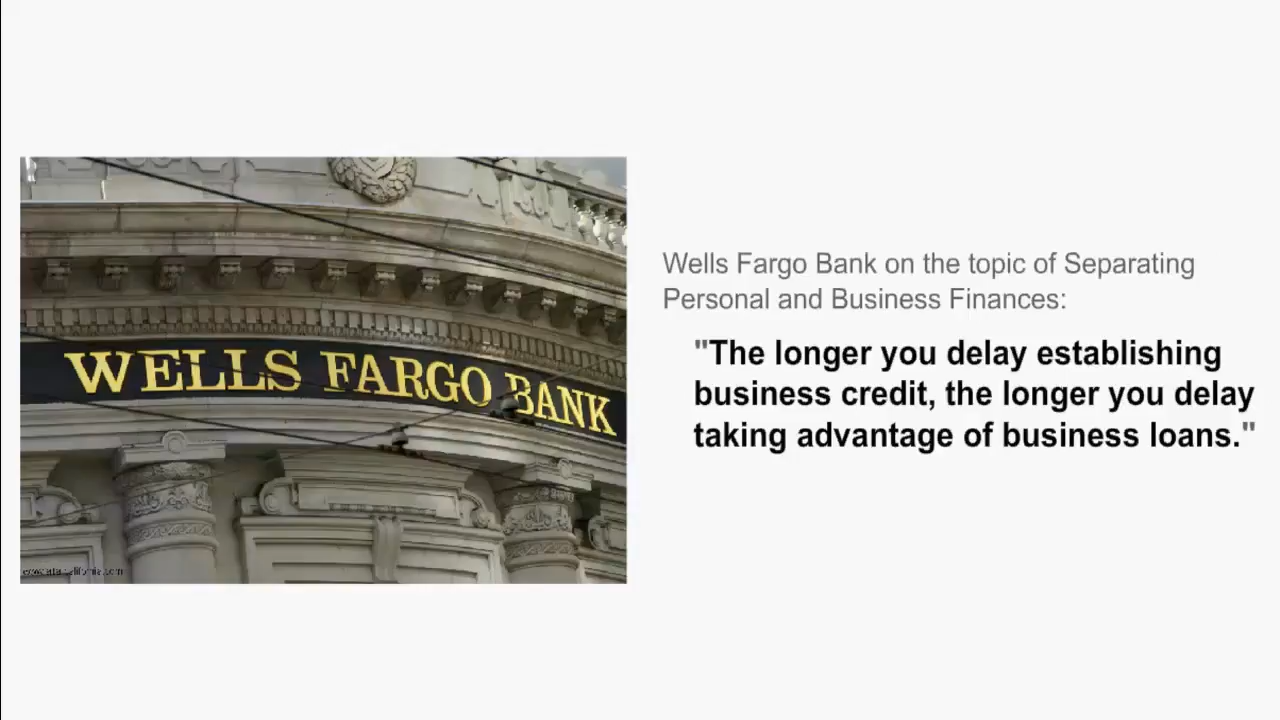 WELLS FARGO BANK
Wells Fargo Bank on the topic of Separating
Personal and Business Finances:
"The longer you delay establishing
business credit, the longer you delay
taking advantage of business loans."